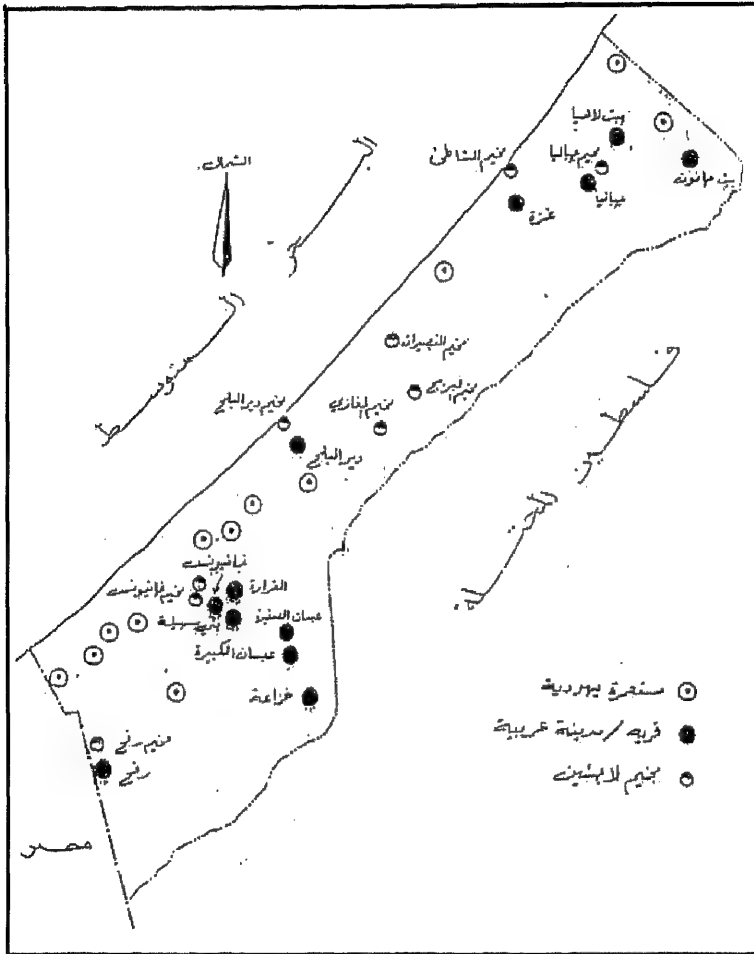 الشمال
البحر
المتوسط
بيت لاهيا
مخيم الشاطئ
مخيم جباليا
بيت حانون
جباليا
غزة
مخيم النصيرات
مخيم البريج
مخيم المغازي
مخيم دير البلح
دير البلح
فلسطين المحتلة
خانيونس
القرارة
مخيم خانيونس
بني سهيلة
عبسان الصغيرة
عبسان الكبيرة
خزاعة
مخيم رفح
رفح
مصر
مستعمرة يهودية
قرية / مدينة عربية
مخيم لاجئين